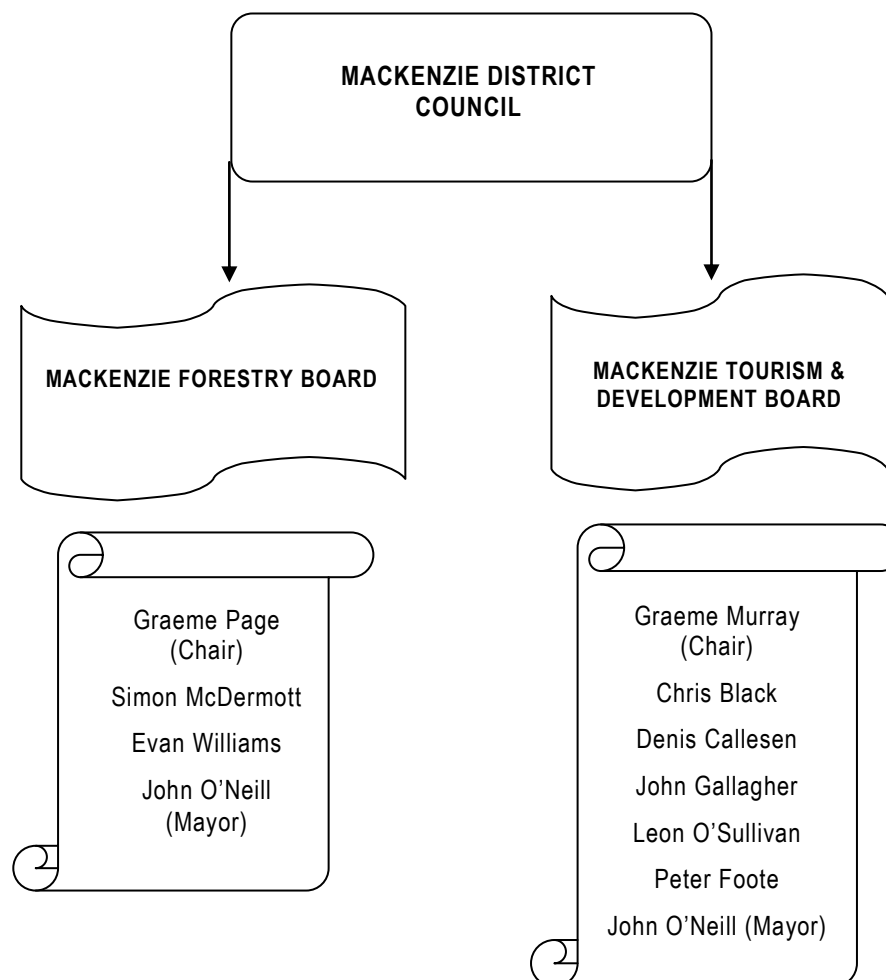 MACKENZIE DISTRICT
COUNCIL
MACKENZIE FORESTRY BOARD
MACKENZIE TOURISM &
DEVELOPMENT BOARD
Graeme Page
(Chair)
Simon McDermott
Evan Williams
John O’Neill
(Mayor)
Graeme Murray
(Chair)
Chris Black
Denis Callesen
John Gallagher
Leon O’Sullivan
Peter Foote
John O’Neill (Mayor)